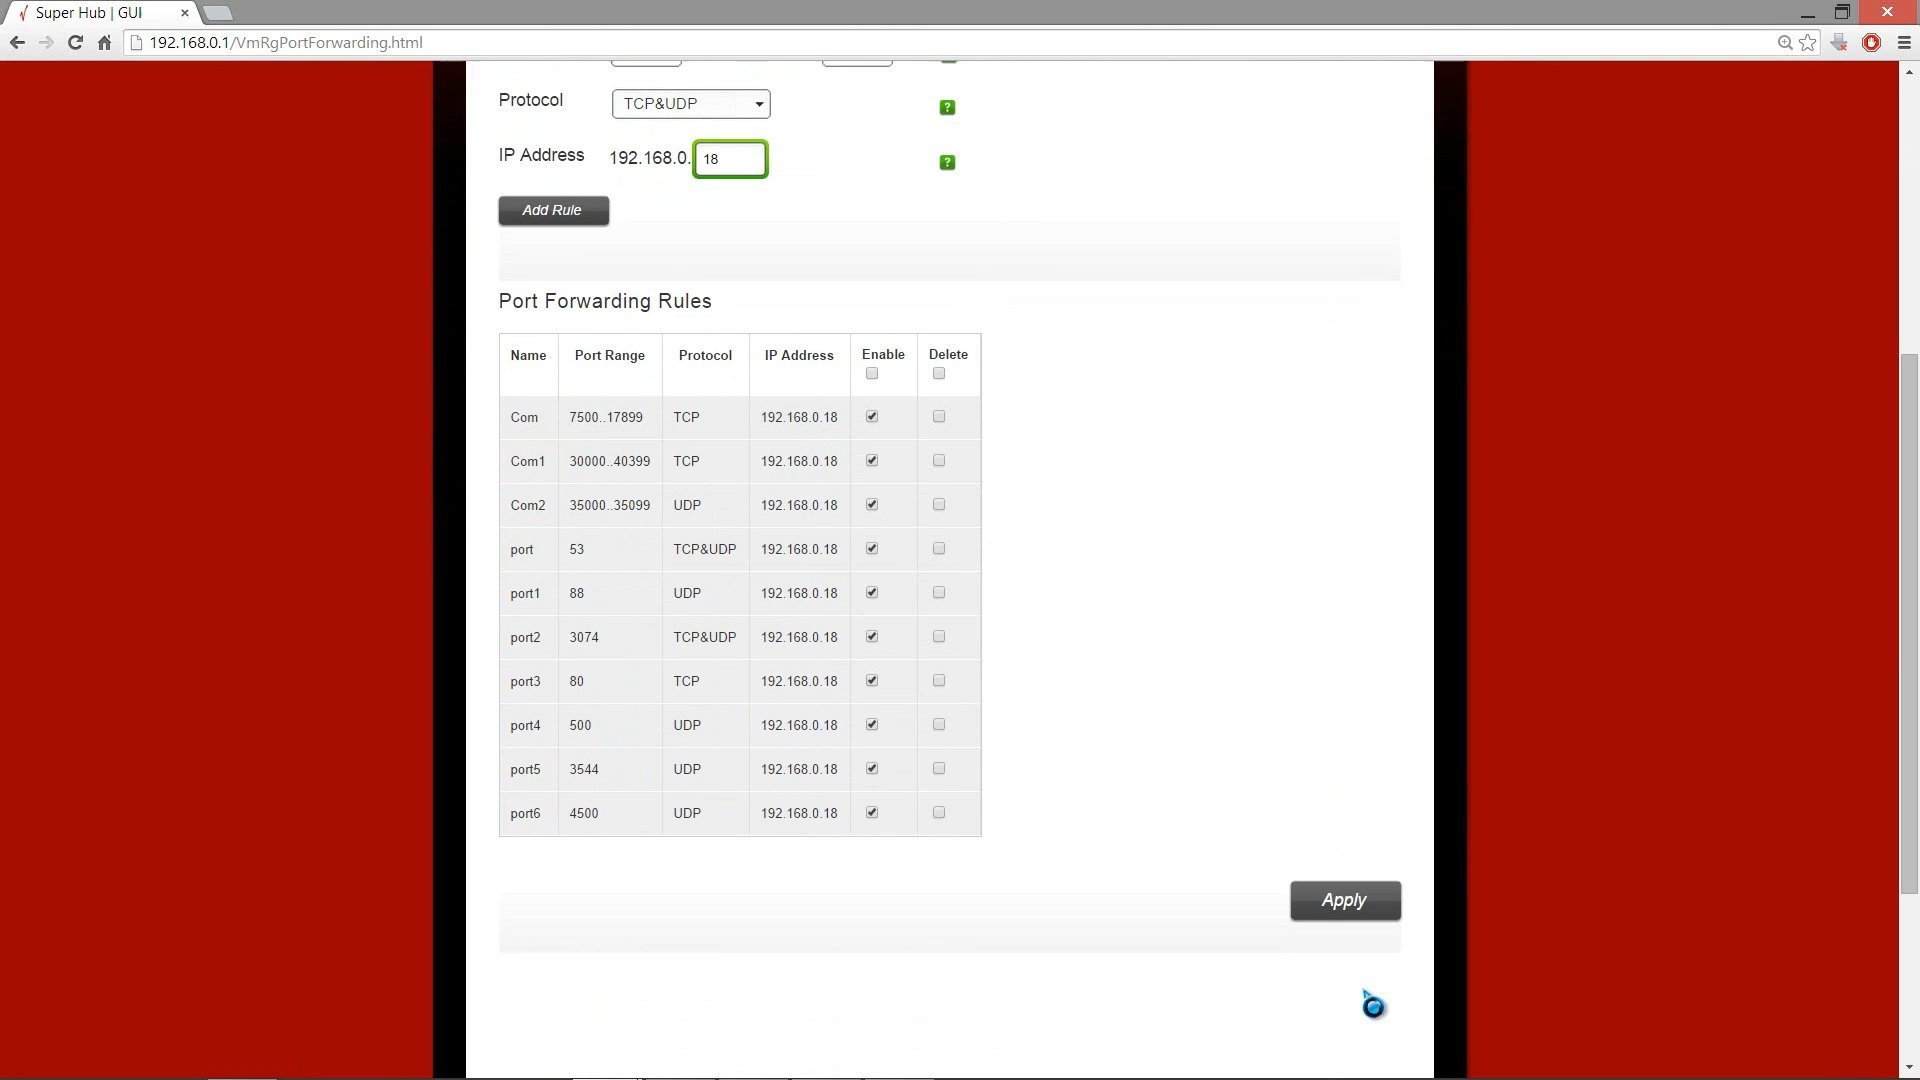 Super Hub | GUI
192.168.0.1/VmRgPortForwarding.html
Protocol TCP&UDP ?
IP Address 192.168.0. 18 ?
Add Rule
Port Forwarding Rules
Name Port Range Protocol IP Address Enable Delete
Com 7500..17899 TCP 192.168.0.18
Com1 30000..40399 TCP 192.168.0.18
Com2 35000..35099 UDP 192.168.0.18
port 53 TCP&UDP 192.168.0.18
port1 88 UDP 192.168.0.18
port2 3074 TCP&UDP 192.168.0.18
port3 80 TCP 192.168.0.18
port4 500 UDP 192.168.0.18
port5 3544 UDP 192.168.0.18
port6 4500 UDP 192.168.0.18
Apply